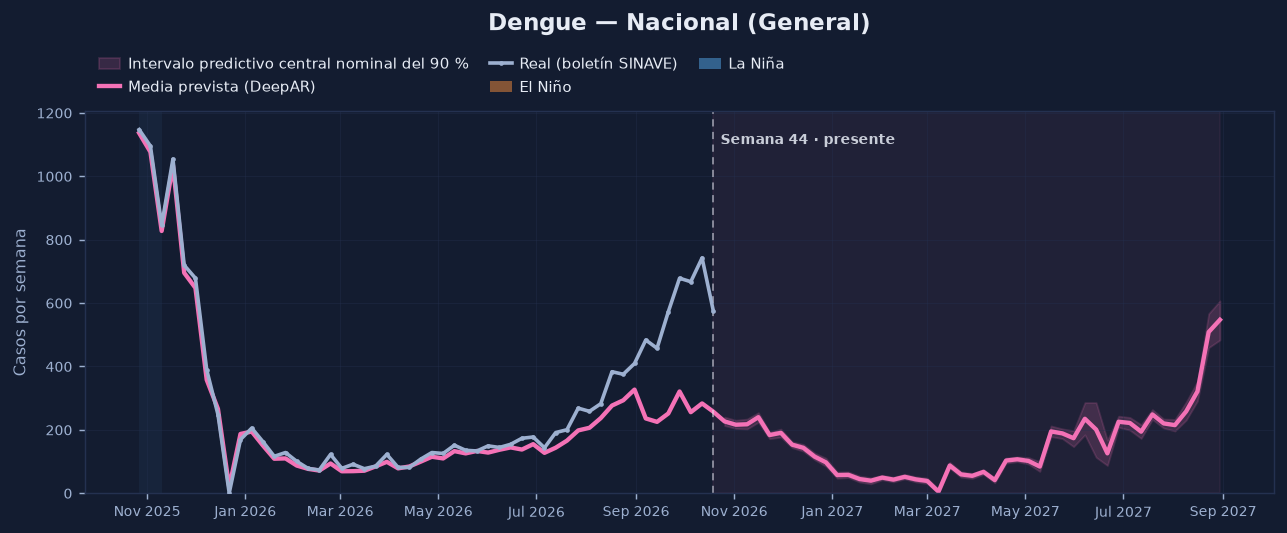 Dengue — Nacional (General)
Intervalo predictivo central nominal del 90 %
Media prevista (DeepAR)
Real (boletín SINAVE)
El Niño
La Niña
Semana 44 · presente
Casos por semana
1200
1000
800
600
400
200
0
Nov 2025
Jan 2026
Mar 2026
May 2026
Jul 2026
Sep 2026
Nov 2026
Jan 2027
Mar 2027
May 2027
Jul 2027
Sep 2027